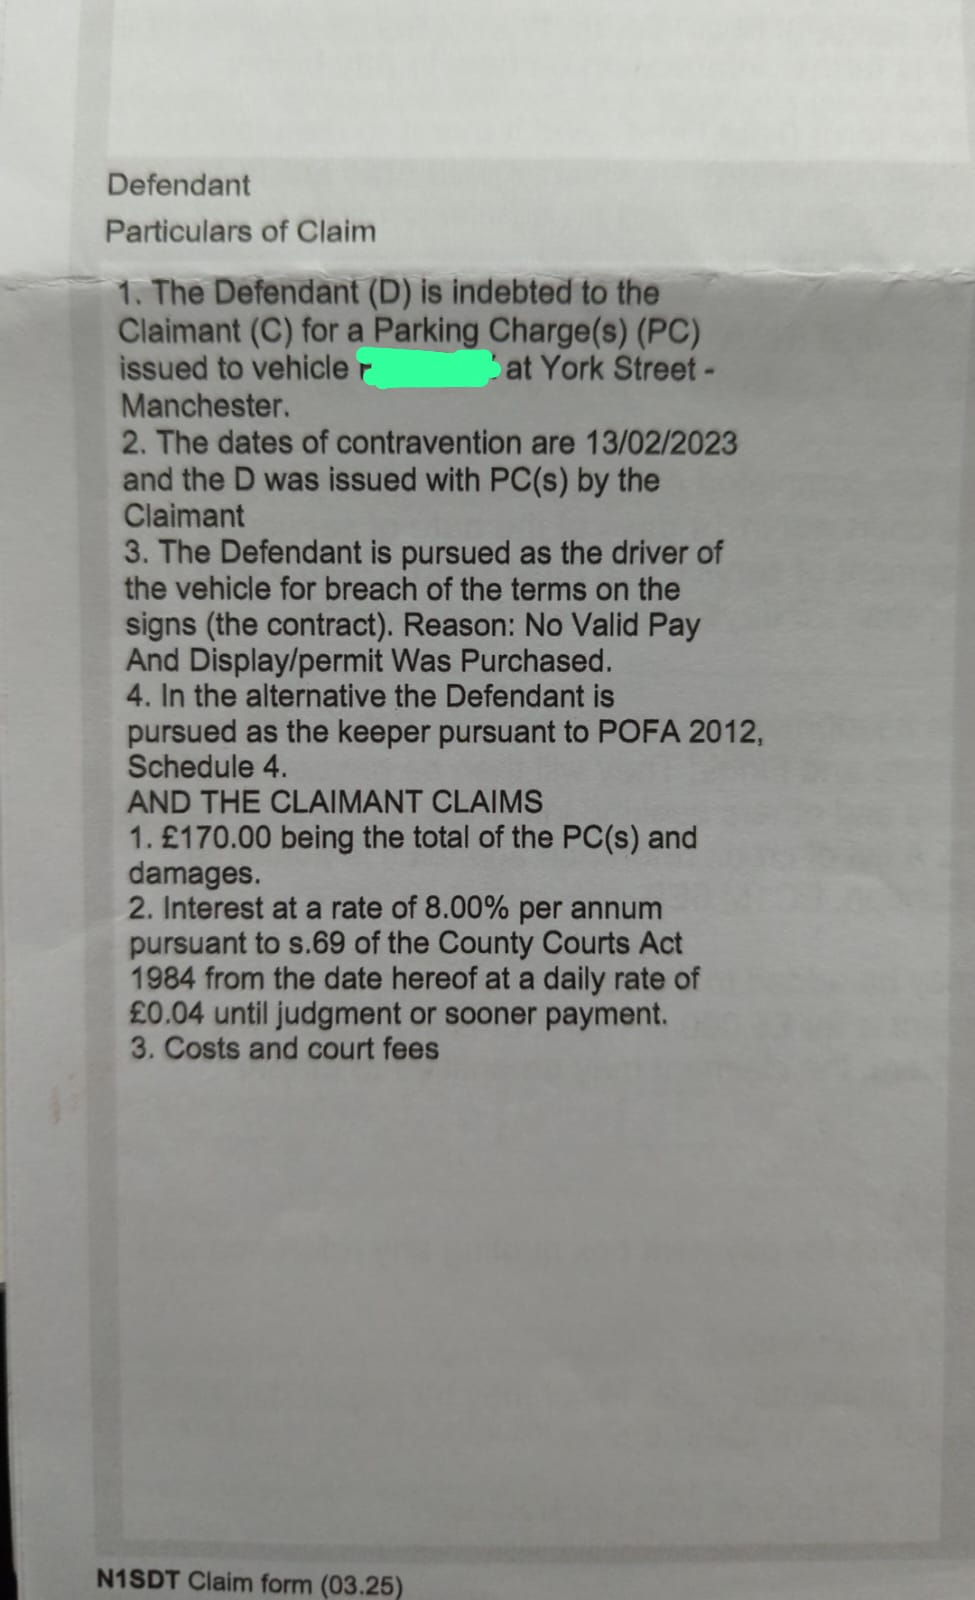 Defendant
Particulars of Claim
1. The Defendant (D) is indebted to the
Claimant (C) for a Parking Charge(s) (PC)
issued to vehicle at York Street -
Manchester.
2. The dates of contravention are 13/02/2023
and the D was issued with PC(s) by the
Claimant
3. The Defendant is pursued as the driver of
the vehicle for breach of the terms on the
signs (the contract). Reason: No Valid Pay
And Display/permit Was Purchased.
4. In the alternative the Defendant is
pursued as the keeper pursuant to POFA 2012,
Schedule 4.
AND THE CLAIMANT CLAIMS
1. £170.00 being the total of the PC(s) and
damages.
2. Interest at a rate of 8.00% per annum
pursuant to s.69 of the County Courts Act
1984 from the date hereof at a daily rate of
£0.04 until judgment or sooner payment.
3. Costs and court fees
N1SDT Claim form (03.25)